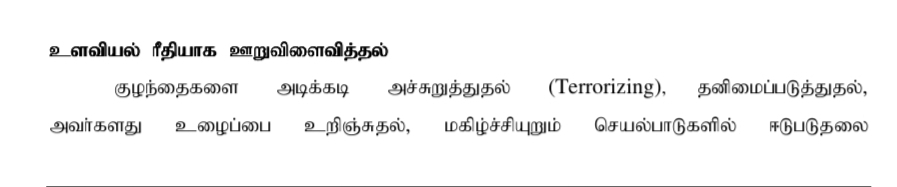 உளவியல் ரீதியாக ஊறுவிளைவித்தல்
குழந்தைகளை அடிக்கடி அச்சுறுத்துதல் (Terrorizing), தனிமைப்படுத்துதல்,
அவர்களது உழைப்பை உறிஞ்சுதல், மகிழ்ச்சியுறும் செயல்பாடுகளில் ஈடுபடுதலை